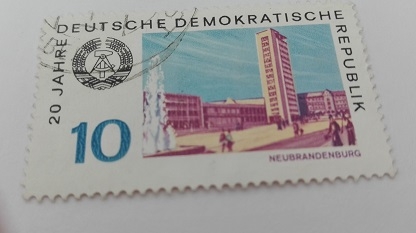 20 JAHRE
DEUTSCHE DEMOKRATISCHE
REPUBLIK
10
NEUBRANDENBURG